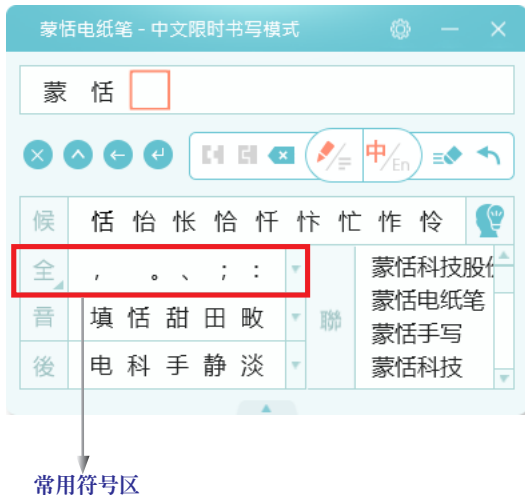 蒙恬电纸笔 - 中文限时书写模式
蒙 恬
中/En
候 恬 怡 怅 恰 忏 忭 忙 怍 怜
全 , 。 、 ; :
蒙恬科技股份
蒙恬电纸笔
音 填 恬 甜 田 畋
聯
蒙恬手写
後 电 科 手 静 淡
蒙恬科技
常用符号区